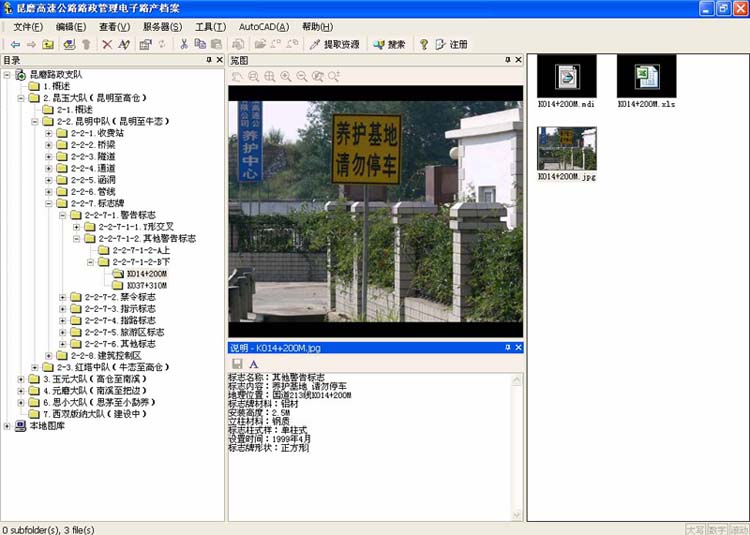 昆磨高速公路路政管理电子路产档案
文件(F) 编辑(E) 查看(V) 服务器(S) 工具(T) AutoCAD(A) 帮助(H)
提取资源 搜索 注册
目录
昆磨路政支队
1.概述
2.昆玉大队(昆明至高仓)
2-1.概述
2-2.昆明中队(昆明至牛恋)
2-2-1.收费站
2-2-2.桥梁
2-2-3.隧道
2-2-4.通道
2-2-5.涵洞
2-2-6.管线
2-2-7.标志牌
2-2-7-1.警告标志
2-2-7-1-1.Y形交叉
2-2-7-1-2.其他警告标志
2-2-7-1-2-A上
2-2-7-1-2-B下
K014+200M
K037+310M
2-2-7-2.禁令标志
2-2-7-3.指示标志
2-2-7-4.指路标志
2-2-7-5.旅游区标志
2-2-7-6.其他标志
2-2-8.建筑控制区
2-3.红塔中队(牛恋至高仓)
3.玉元大队(高仓至南溪)
4.元磨大队(南溪至把边)
6.思小大队(思茅至小勐养)
7.西双版纳大队(建设中)
本地图库
览图
养护中心
养护基地
请勿停车
说明 - K014+200M.jpg
A
标志名称：其他警告标志
标志内容：养护基地 请勿停车
地理位置：国道213线K014+200M
标志牌材料：铝材
安装高度：2.5M
立柱材料：钢质
标志柱式样：单柱式
设置时间：1999年4月
标志牌形状：正方形
K014+200M.mdi
K014+200M.xls
K014+200M.jpg
0 subfolder(s), 3 file(s)
大写 数字 滚动